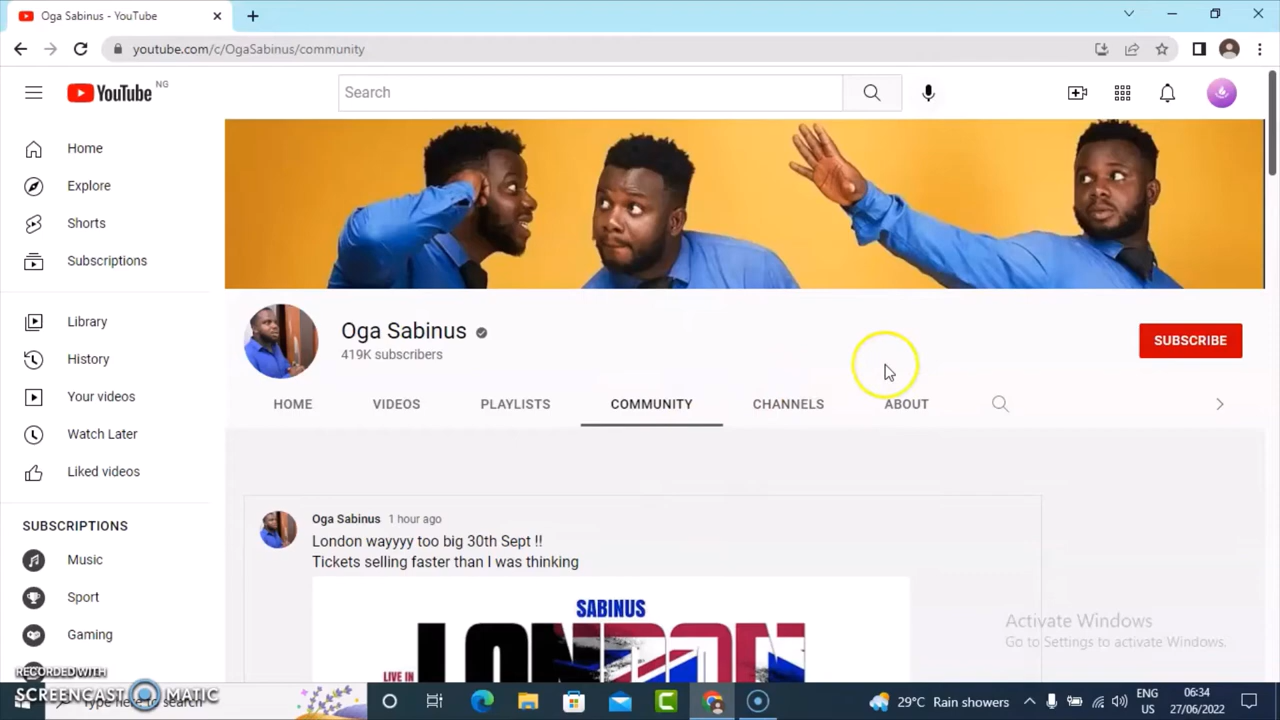 Oga Sabinus - YouTube
youtube.com/c/OgaSabinus/community
YouTube NG
Search
Home
Explore
Shorts
Subscriptions
Library
History
Your videos
Watch Later
Liked videos
SUBSCRIPTIONS
Music
Sport
Gaming
Oga Sabinus
419K subscribers
SUBSCRIBE
HOME VIDEOS PLAYLISTS COMMUNITY CHANNELS ABOUT
Oga Sabinus 1 hour ago
London wayyyy too big 30th Sept !!
Tickets selling faster than I was thinking
SABINUS
LIVE IN
LONDON
Activate Windows
Go to Settings to activate Windows.
RECORDED WITH
SCREENCAST MATIC
Type here to search
29°C Rain showers
ENG
US
06:34
27/06/2022